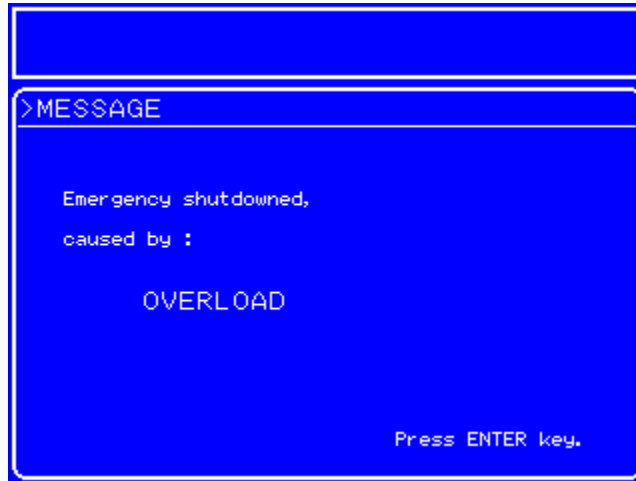 >MESSAGE
Emergency shutdowned,
caused by :
OVERLOAD
Press ENTER key.